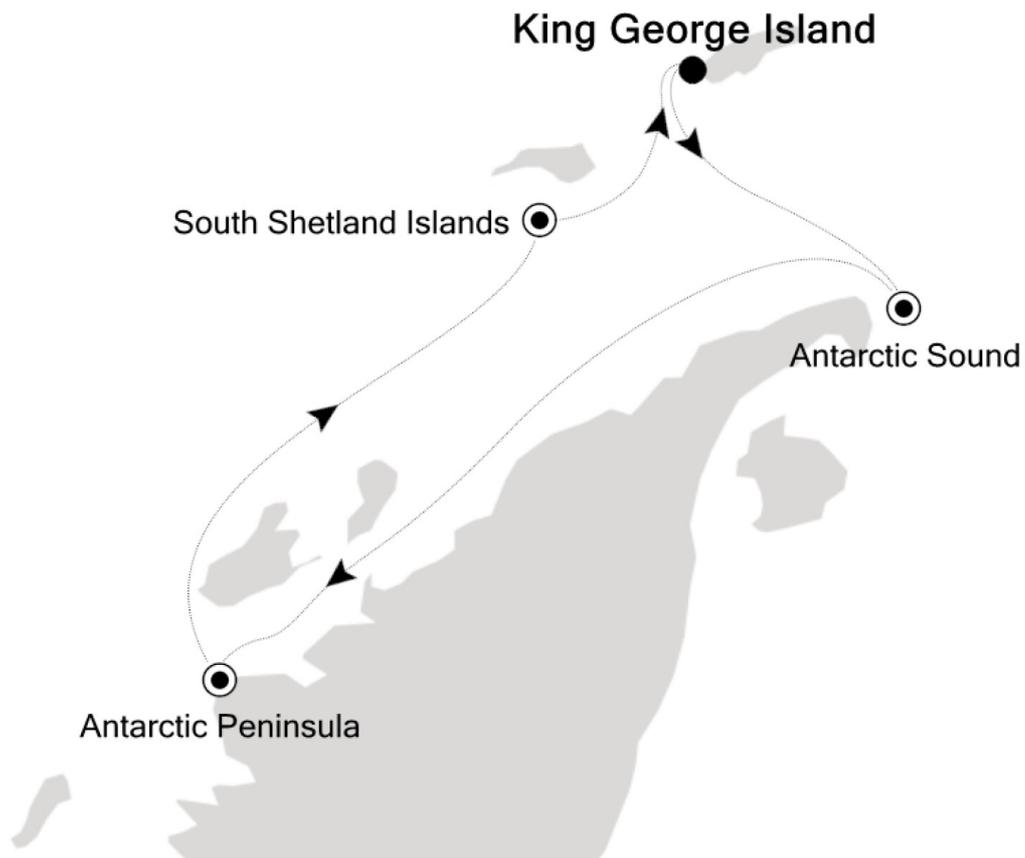 King George Island
South Shetland Islands
Antarctic Sound
Antarctic Peninsula